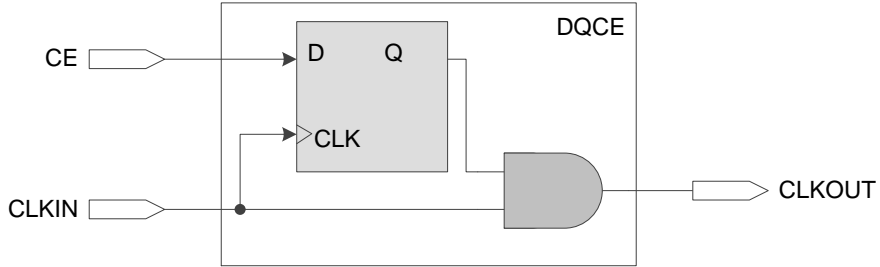 DQCE
CE
D Q
CLK
CLKIN
CLKOUT